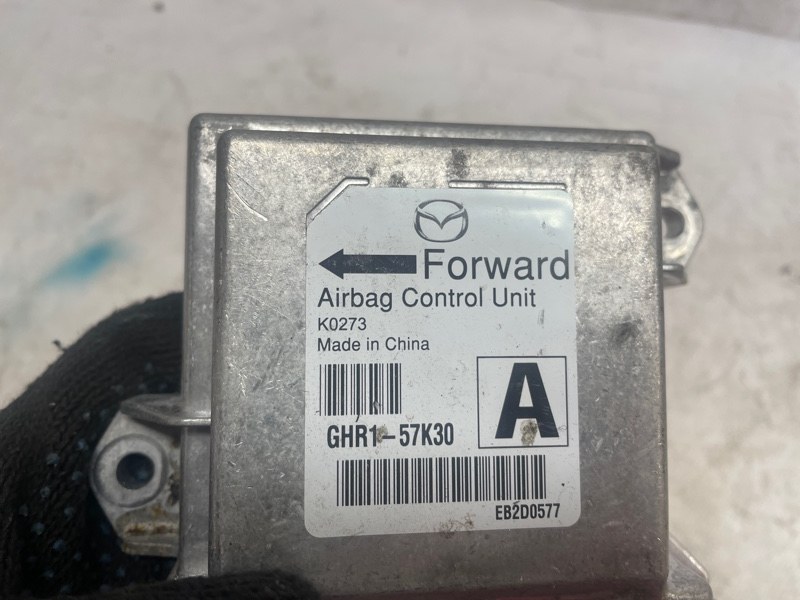 Forward
Airbag Control Unit
K0273
Made in China
A
GHR1-57K30
EB2D0577